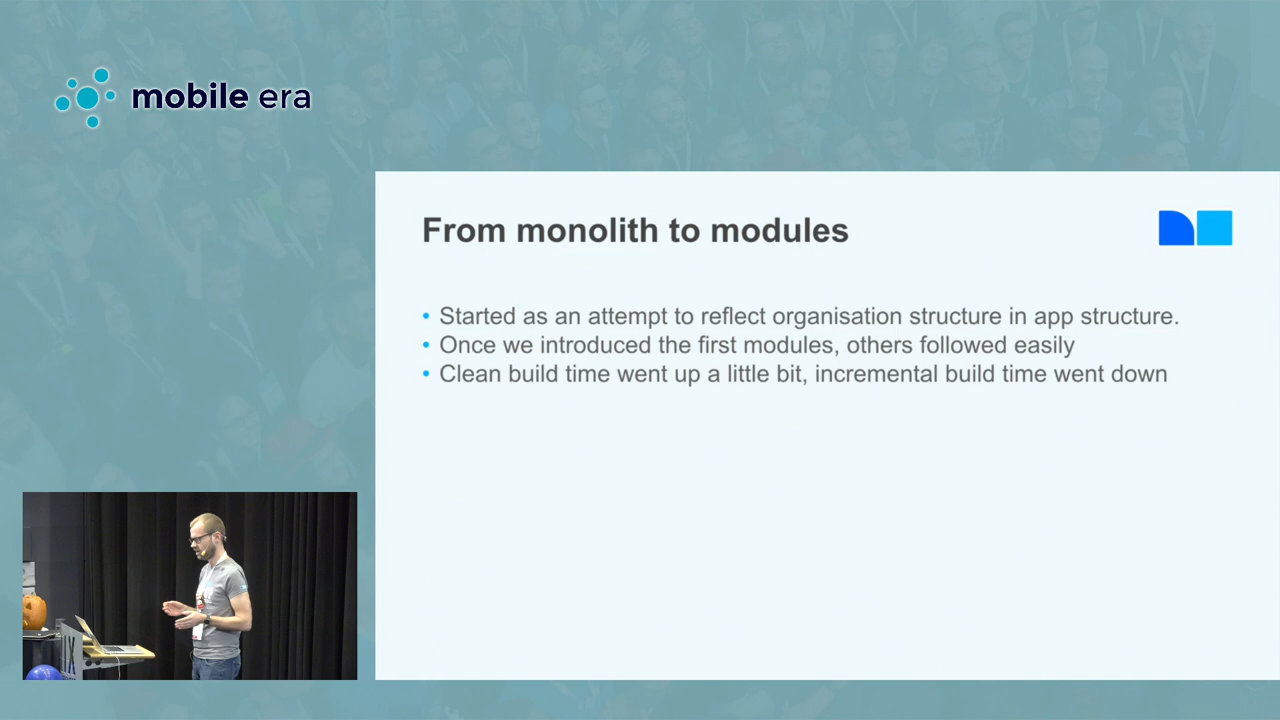 mobile era
From monolith to modules
• Started as an attempt to reflect organisation structure in app structure.
• Once we introduced the first modules, others followed easily
• Clean build time went up a little bit, incremental build time went down